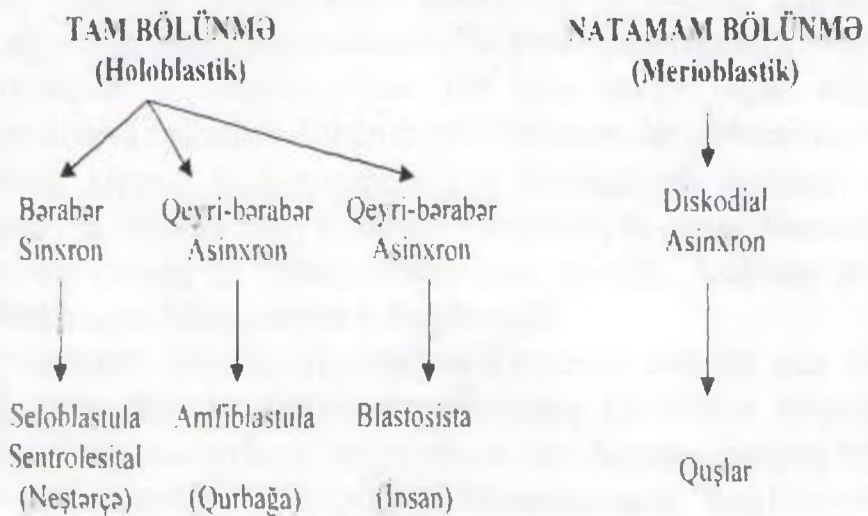 TAM BÖLÜNMƏ
(Holoblastik)
Bərabər
Sinxron
Qeyri-bərabər
Asinxron
Qeyri-bərabər
Asinxron
Seloblastula
Sentrolesital
(Neştərçə)
Amfiblastula
(Qurbağa)
Blastosista
(İnsan)
NATAMAM BÖLÜNMƏ
(Merioblastik)
Diskodial
Asinxron
Quşlar